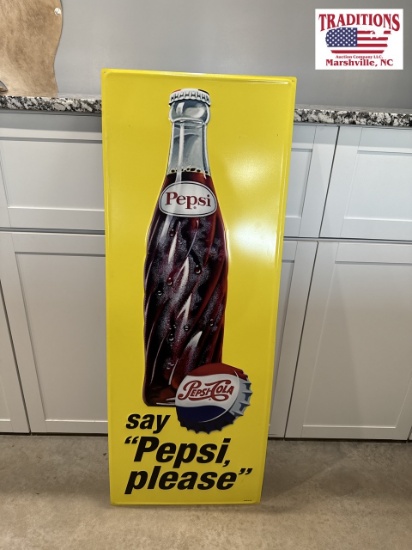 TRADITIONS
Auction Company LLC.
Marshville, NC
Pepsi
PEPSI-COLA
say
"Pepsi,
please"